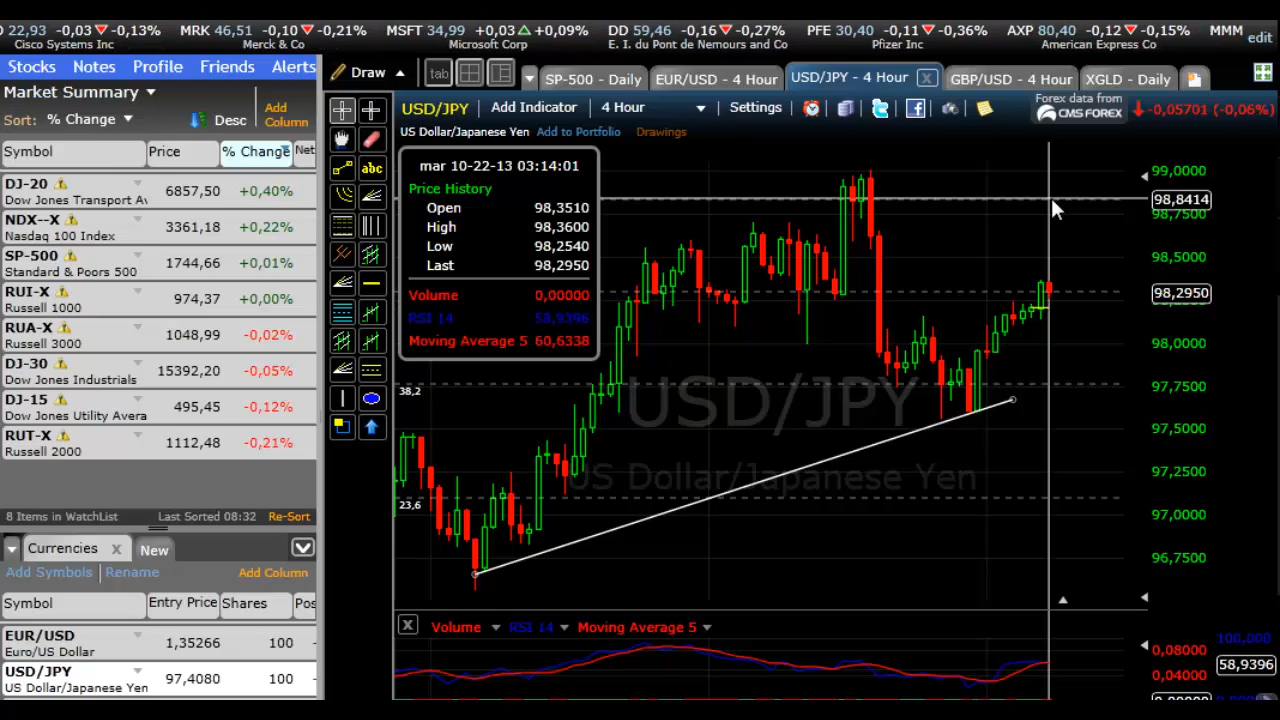 22,93 -0,03 -0,13% MRK 46,51 -0,10 -0,21% MSFT 34,99 +0,03 +0,09% DD 59,46 -0,16 -0,27% PFE 30,40 -0,11 -0,36% AXP 80,40 -0,12 -0,15% MMM
Cisco Systems Inc Merck & Co Microsoft Corp E. I. du Pont de Nemours and Co Pfizer Inc American Express Co edit
Stocks Notes Profile Friends Alerts
Draw tab SP-500 - Daily EUR/USD - 4 Hour USD/JPY - 4 Hour X GBP/USD - 4 Hour XGLD - Daily
Market Summary
Sort: % Change Desc Add
Column
USD/JPY Add Indicator 4 Hour Settings
Forex data from
CMS FOREX
-0,05701 (-0,06%)
US Dollar/Japanese Yen Add to Portfolio Drawings
Symbol Price % Change Net
DJ-20 6857,50 +0,40%
Dow Jones Transport Av
NDX--X 3361,18 +0,22%
Nasdaq 100 Index
SP-500 1744,66 +0,01%
Standard & Poors 500
RUI-X 974,37 +0,00%
Russell 1000
RUA-X 1048,99 -0,02%
Russell 3000
DJ-30 15392,20 -0,05%
Dow Jones Industrials
DJ-15 495,45 -0,12%
Dow Jones Utility Avera
RUT-X 1112,48 -0,21%
Russell 2000
8 Items in WatchList Last Sorted 08:32 Re-Sort
Currencies X New
Add Symbols Rename Add Column
Symbol Entry Price Shares Pos
EUR/USD 1,35266 100 -
Euro/US Dollar
USD/JPY 97,4080 100 -
US Dollar/Japanese Yen
abc
mar 10-22-13 03:14:01
Price History
Open 98,3510
High 98,3600
Low 98,2540
Last 98,2950
Volume 0,00000
RSI 14 58,9396
Moving Average 5 60,6338
38,2
23,6
USD/JPY
US Dollar/Japanese Yen
99,0000
98,8414
98,7500
98,5000
98,2950
98,0000
97,7500
97,5000
97,2500
97,0000
96,7500
X Volume RSI 14 Moving Average 5
100,000
0,08000
58,9396
0,04000